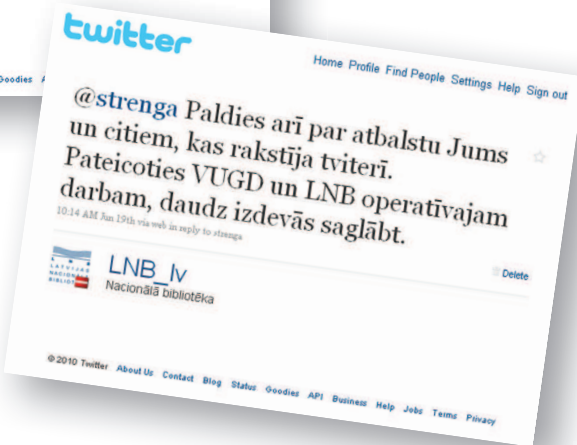 Goodies
twitter
Home Profile Find People Settings Help Sign out
@strenga Paldies arī par atbalstu Jums
un citiem, kas rakstīja tviterī.
Pateicoties VUGD un LNB operatīvajam
darbam, daudz izdevās saglābt.
10:14 AM Jun 19th via web in reply to strenga
Delete
LATVIJAS
NACIONĀLĀ
BIBLIOTĒKA
LNB_lv
Nacionālā bibliotēka
© 2010 Twitter About Us Contact Blog Status Goodies API Business Help Jobs Terms Privacy